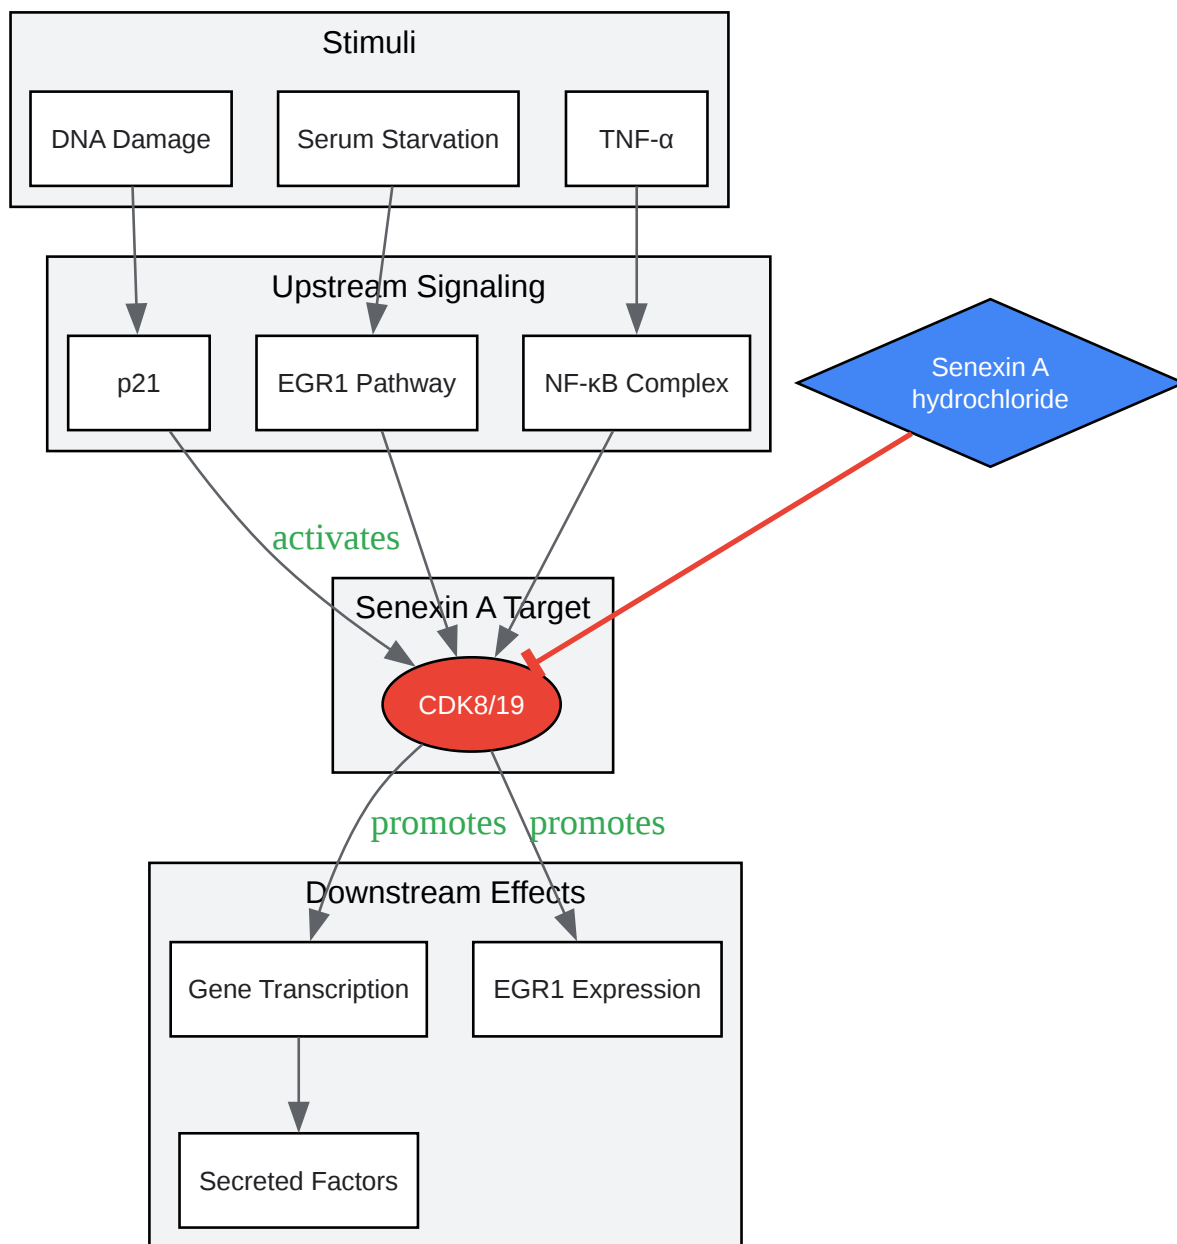 Stimuli
DNA Damage
Serum Starvation
TNF-α
Upstream Signaling
p21
EGR1 Pathway
NF-κB Complex
Senexin A
hydrochloride
activates
Senexin A Target
CDK8/19
promotes
promotes
Downstream Effects
Gene Transcription
EGR1 Expression
Secreted Factors